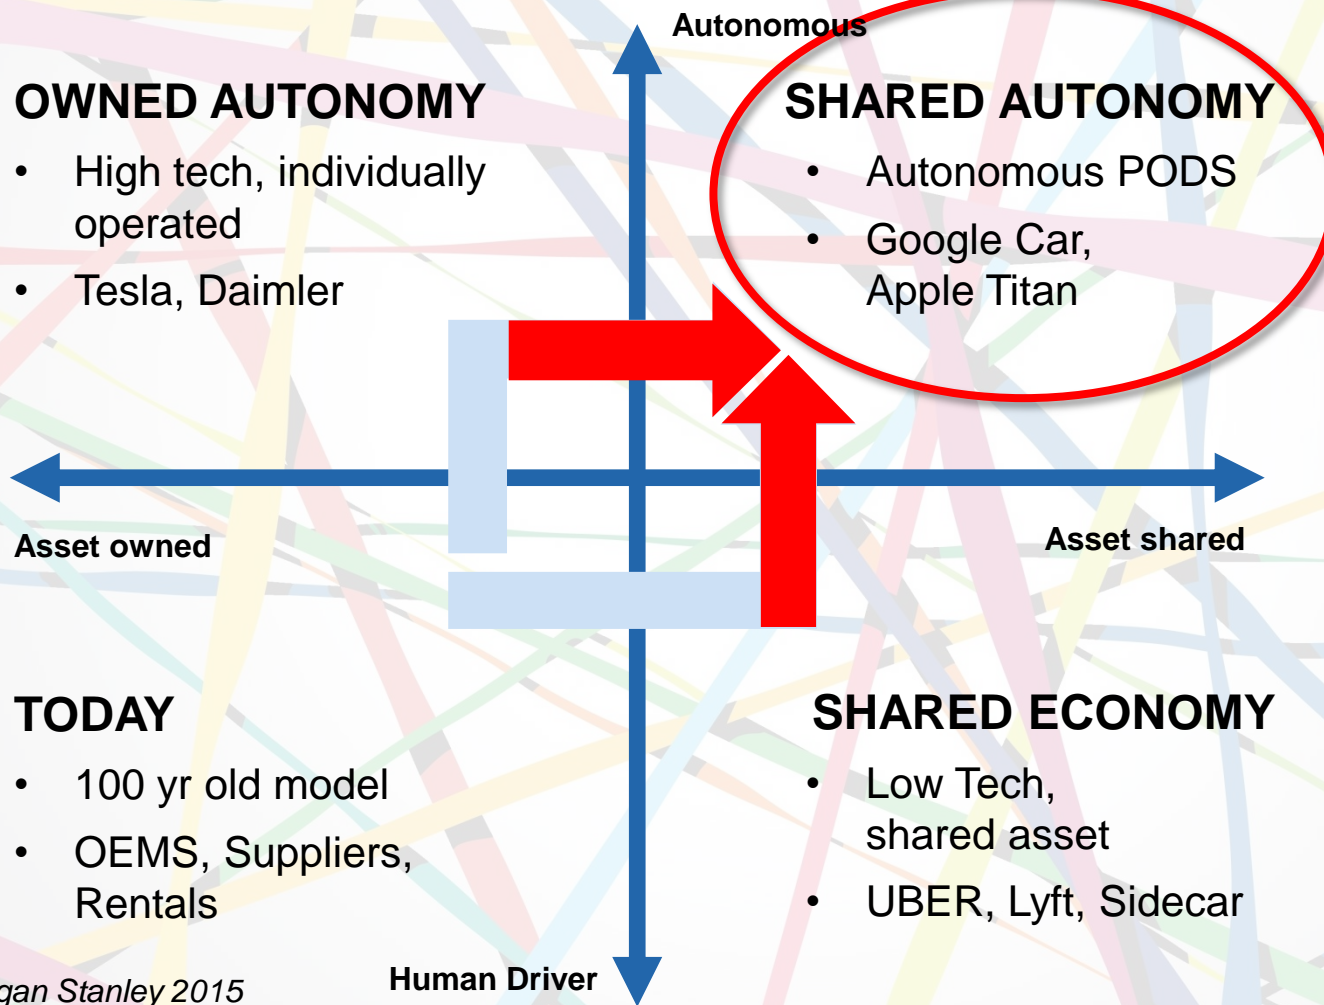 Autonomous
OWNED AUTONOMY
• High tech, individually
operated
• Tesla, Daimler
SHARED AUTONOMY
• Autonomous PODS
• Google Car,
Apple Titan
Asset owned
Asset shared
TODAY
• 100 yr old model
• OEMS, Suppliers,
Rentals
SHARED ECONOMY
• Low Tech,
shared asset
• UBER, Lyft, Sidecar
Human Driver
gan Stanley 2015